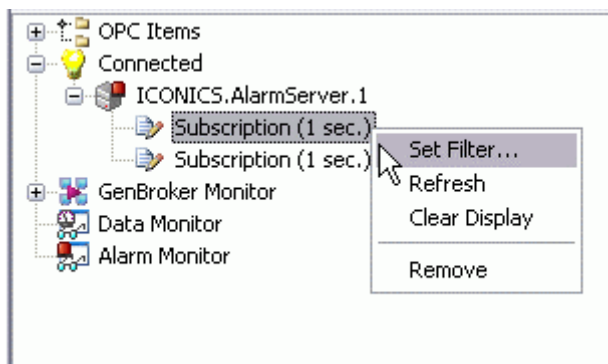 OPC Items
Connected
ICONICS.AlarmServer.1
Subscription (1 sec.)
Subscription (1 sec.)
GenBroker Monitor
Data Monitor
Alarm Monitor
Set Filter...
Refresh
Clear Display
Remove